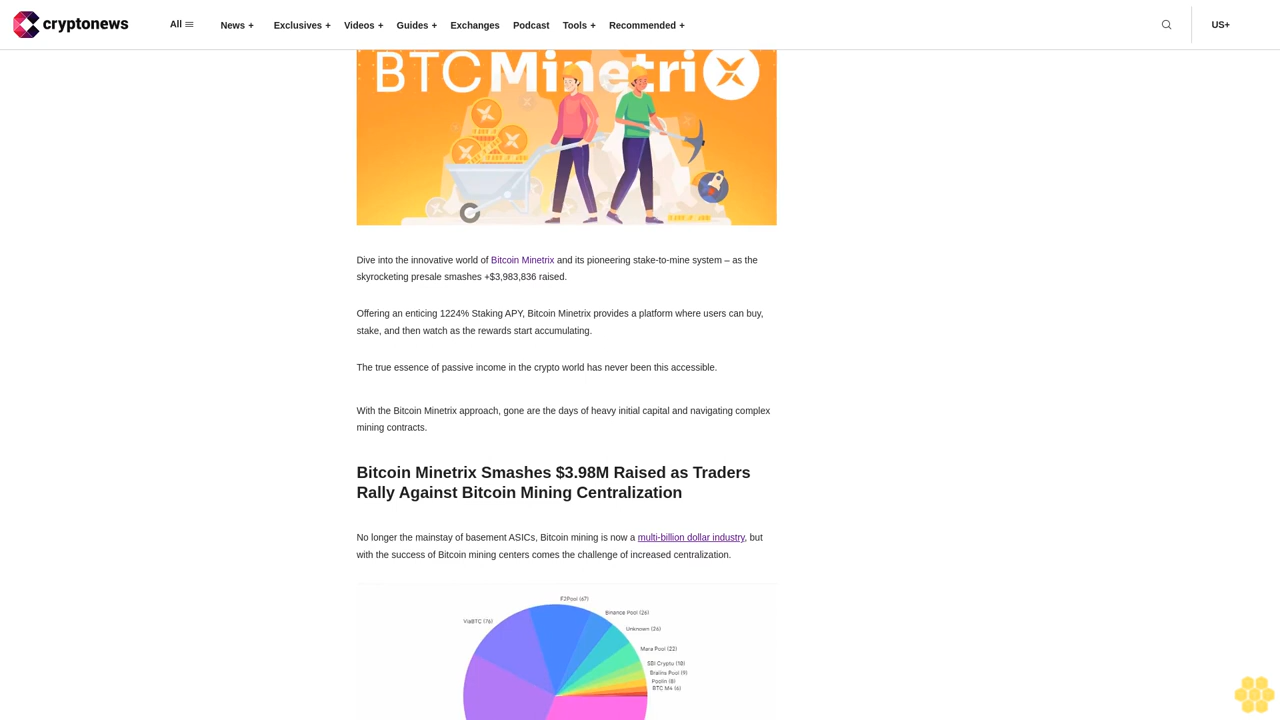 cryptonews
All
News +
Exclusives +
Videos +
Guides +
Exchanges
Podcast
Tools +
Recommended +
US+
BTCMinetrix
Dive into the innovative world of Bitcoin Minetrix and its pioneering stake-to-mine system – as the
skyrocketing presale smashes +$3,983,836 raised.
Offering an enticing 1224% Staking APY, Bitcoin Minetrix provides a platform where users can buy,
stake, and then watch as the rewards start accumulating.
The true essence of passive income in the crypto world has never been this accessible.
With the Bitcoin Minetrix approach, gone are the days of heavy initial capital and navigating complex
mining contracts.
Bitcoin Minetrix Smashes $3.98M Raised as Traders
Rally Against Bitcoin Mining Centralization
No longer the mainstay of basement ASICs, Bitcoin mining is now a multi-billion dollar industry, but
with the success of Bitcoin mining centers comes the challenge of increased centralization.
F2Pool (67)
Binance Pool (26)
ViaBTC (76)
Unknown (24)
Mara Pool (22)
SBI Crypto (10)
Braiins Pool (9)
Poolin (8)
BTC M4 (6)